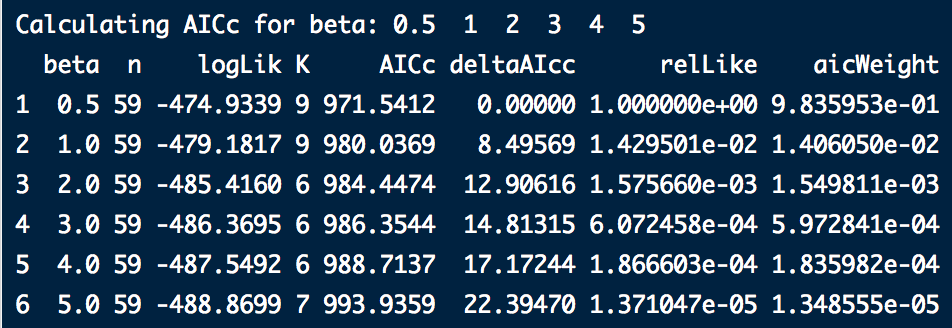 Calculating AICc for beta: 0.5 1 2 3 4 5
beta n logLik K AICc deltaAIcc relLike aicWeight
1 0.5 59 -474.9339 9 971.5412 0.00000 1.000000e+00 9.835953e-01
2 1.0 59 -479.1817 9 980.0369 8.49569 1.429501e-02 1.406050e-02
3 2.0 59 -485.4160 6 984.4474 12.90616 1.575660e-03 1.549811e-03
4 3.0 59 -486.3695 6 986.3544 14.81315 6.072458e-04 5.972841e-04
5 4.0 59 -487.5492 6 988.7137 17.17244 1.866603e-04 1.835982e-04
6 5.0 59 -488.8699 7 993.9359 22.39470 1.371047e-05 1.348555e-05